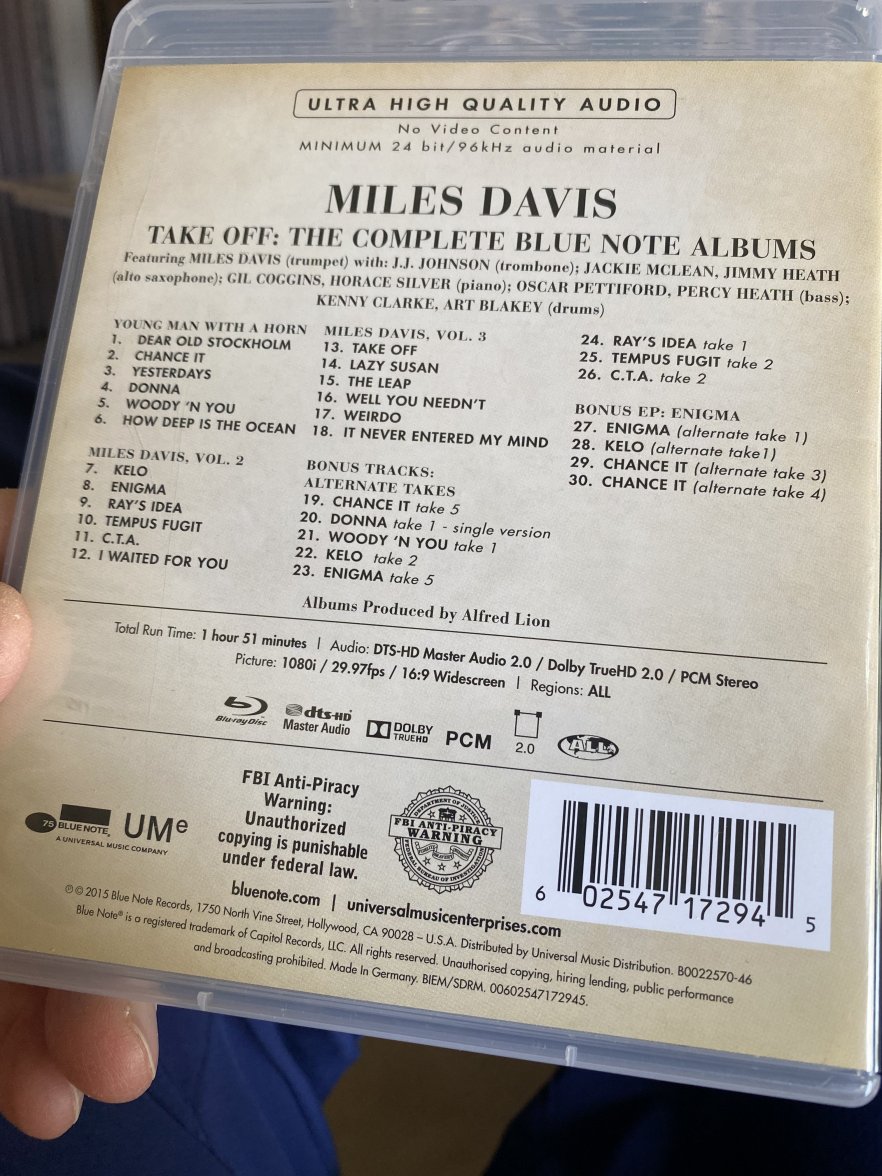 ULTRA HIGH QUALITY AUDIO
No Video Content
MINIMUM 24 bit/96kHz audio material
MILES DAVIS
TAKE OFF: THE COMPLETE BLUE NOTE ALBUMS
Featuring MILES DAVIS (trumpet) with: J.J. JOHNSON (trombone); JACKIE MCLEAN, JIMMY HEATH
(alto saxophone); GIL COGGINS, HORACE SILVER (piano); OSCAR PETTIFORD, PERCY HEATH (bass);
KENNY CLARKE, ART BLAKEY (drums)
YOUNG MAN WITH A HORN
1. DEAR OLD STOCKHOLM
2. CHANCE IT
3. YESTERDAYS
4. DONNA
5. WOODY 'N YOU
6. HOW DEEP IS THE OCEAN
MILES DAVIS, VOL. 2
7. KELO
8. ENIGMA
9. RAY'S IDEA
10. TEMPUS FUGIT
11. C.T.A.
12. I WAITED FOR YOU
MILES DAVIS, VOL. 3
13. TAKE OFF
14. LAZY SUSAN
15. THE LEAP
16. WELL YOU NEEDN'T
17. WEIRDO
18. IT NEVER ENTERED MY MIND
BONUS TRACKS:
ALTERNATE TAKES
19. CHANCE IT take 5
20. DONNA take 1 - single version
21. WOODY 'N YOU take 1
22. KELO take 2
23. ENIGMA take 5
24. RAY'S IDEA take 1
25. TEMPUS FUGIT take 2
26. C.T.A. take 2
BONUS EP: ENIGMA
27. ENIGMA (alternate take 1)
28. KELO (alternate take1)
29. CHANCE IT (alternate take 3)
30. CHANCE IT (alternate take 4)
Albums Produced by Alfred Lion
Total Run Time: 1 hour 51 minutes | Audio: DTS-HD Master Audio 2.0 / Dolby TrueHD 2.0 / PCM Stereo
Picture: 1080i / 29.97fps / 16:9 Widescreen | Regions: ALL
Blu-ray Disc
dts-HD
Master Audio
DOLBY
TRUEHD
PCM
2.0
ALL
75 BLUE NOTE
A UNIVERSAL MUSIC COMPANY
UMe
FBI Anti-Piracy
Warning:
Unauthorized
copying is punishable
under federal law.
DEPARTMENT OF JUSTICE
FBI ANTI-PIRACY
WARNING
FEDERAL BUREAU OF INVESTIGATION
6 02547 17294 5
bluenote.com | universalmusicenterprises.com
℗ © 2015 Blue Note Records, 1750 North Vine Street, Hollywood, CA 90028 – U.S.A. Distributed by Universal Music Distribution. B0022570-46
Blue Note® is a registered trademark of Capitol Records, LLC. All rights reserved. Unauthorised copying, hiring lending, public performance
and broadcasting prohibited. Made In Germany. BIEM/SDRM. 00602547172945.